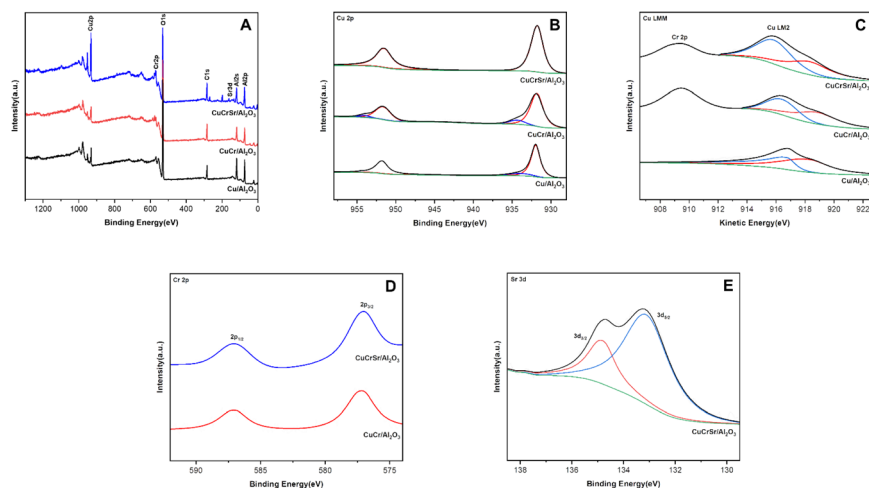 A
Cu2p
O1s
Cr2p
C1s
Sr3d
Al2s
Al2p
CuCrSr/Al₂O₃
CuCr/Al₂O₃
Cu/Al₂O₃
Intensity(a.u.)
1200 1000 800 600 400 200 0
Binding Energy(eV)
Cu 2p
B
CuCrSr/Al₂O₃
CuCr/Al₂O₃
Cu/Al₂O₃
Intensity(a.u.)
955 950 945 940 935 930
Binding Energy(eV)
Cu LMM
C
Cr 2p
Cu LM2
CuCrSr/Al₂O₃
CuCr/Al₂O₃
Cu/Al₂O₃
Intensity(a.u.)
908 910 912 914 916 918 920 922
Kinetic Energy(eV)
Cr 2p
D
2p₃/₂
2p₁/₂
CuCrSr/Al₂O₃
CuCr/Al₂O₃
Intensity(a.u.)
590 585 580 575
Binding Energy(eV)
Sr 3d
E
3d₅/₂
3d₃/₂
CuCrSr/Al₂O₃
Intensity(a.u.)
138 136 134 132 130
Binding Energy(eV)